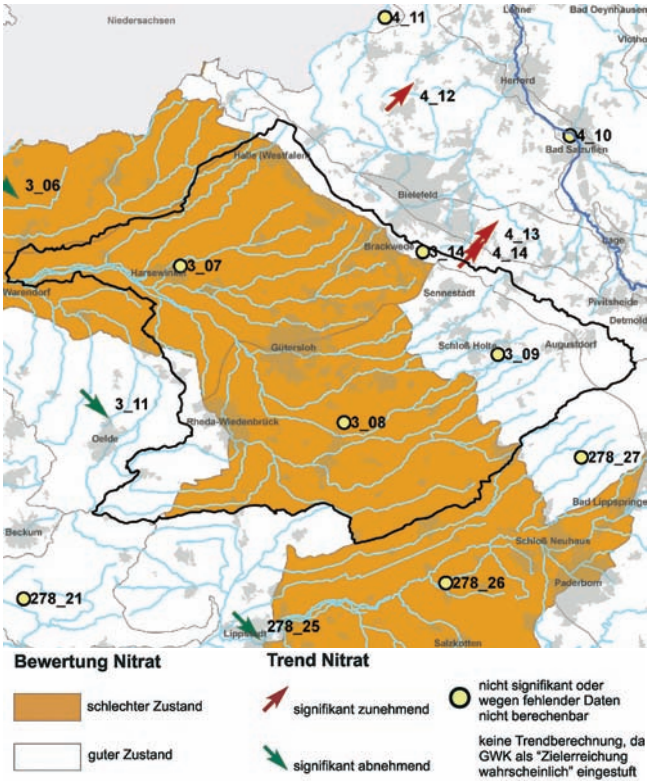 Niedersachsen
4_11
Löhne
Bad Oeynhausen
Vlotho
Herford
4_12
4_10
Bad Salzuflen
Halle (Westfalen)
3_06
Bielefeld
4_13
Lage
Brackwede
3_14
4_14
3_07
Harsewinkel
Sennestadt
Warendorf
Pivitsheide
Detmold
Gütersloh
Schloß Holte
Augustdorf
3_09
3_11
Oelde
Rheda-Wiedenbrück
3_08
278_27
Bad Lippspringe
Beckum
Schloß Neuhaus
278_21
278_26
Paderborn
Lippstadt
278_25
Salzkotten
Bewertung Nitrat
schlechter Zustand
guter Zustand
Trend Nitrat
signifikant zunehmend
signifikant abnehmend
nicht signifikant oder
wegen fehlender Daten
nicht berechenbar
keine Trendberechnung, da
GWK als "Zielerreichung
wahrscheinlich" eingestuft